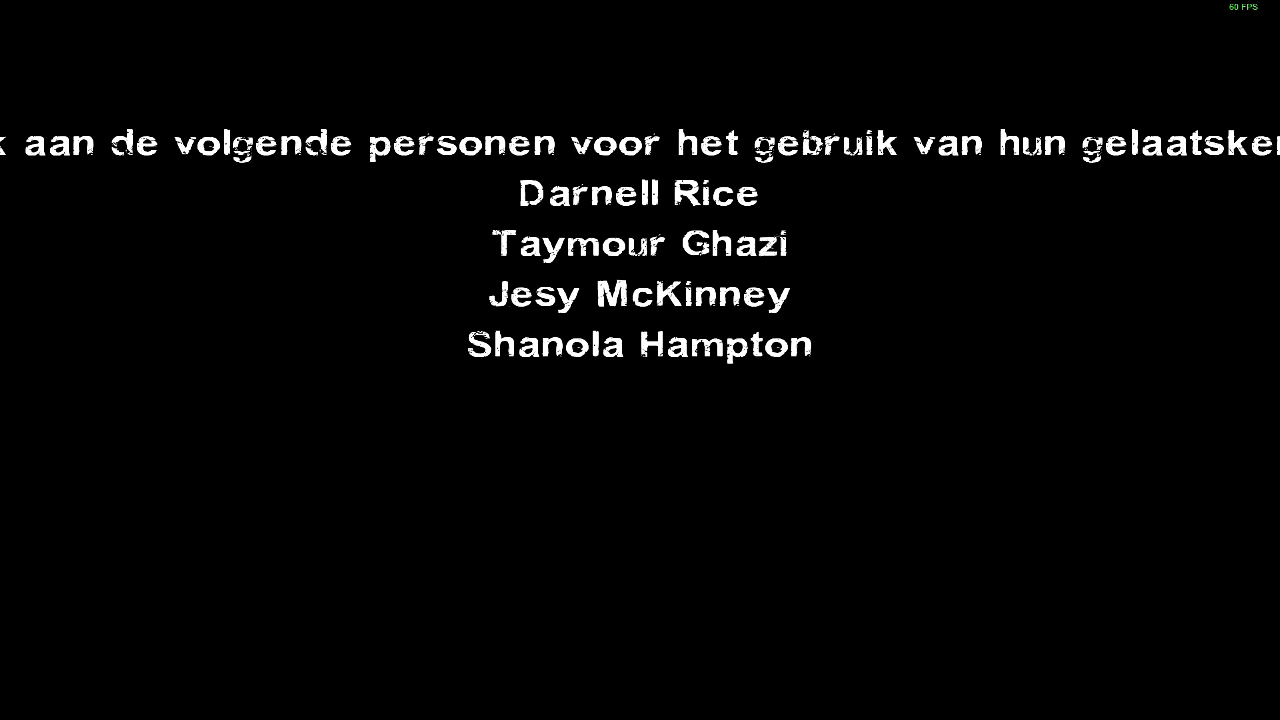 60 FPS
aan de volgende personen voor het gebruik van hun
Darnell Rice
Taymour Ghazi
Jesy McKinney
Shanola Hampton